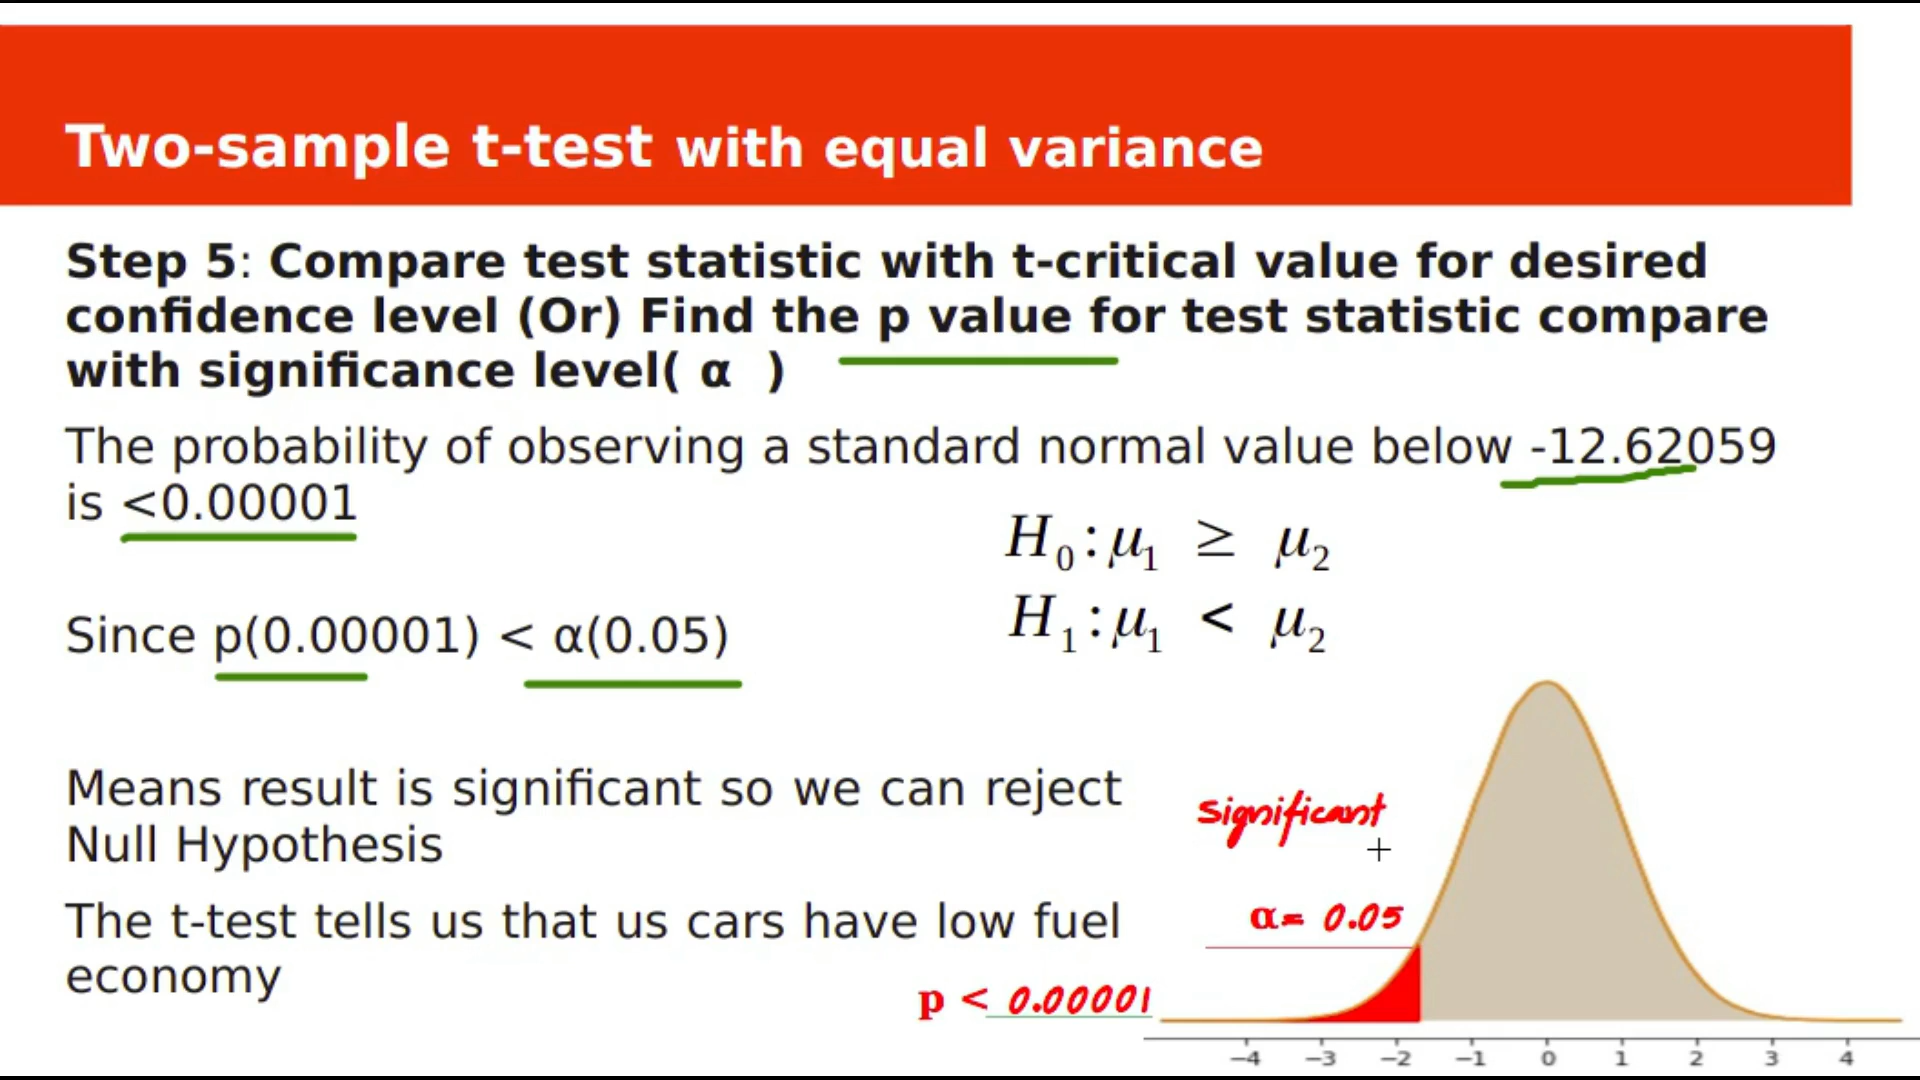 Two-sample t-test with equal variance
Step 5: Compare test statistic with t-critical value for desired
confidence level (Or) Find the p value for test statistic compare
with significance level( α )
The probability of observing a standard normal value below -12.62059
is <0.00001
H₀: μ₁ ≥ μ₂
H₁: μ₁ < μ₂
Since p(0.00001) < α(0.05)
Means result is significant so we can reject
Null Hypothesis
significant
α= 0.05
The t-test tells us that us cars have low fuel
economy
p < 0.00001
−4 −3 −2 −1 0 1 2 3 4